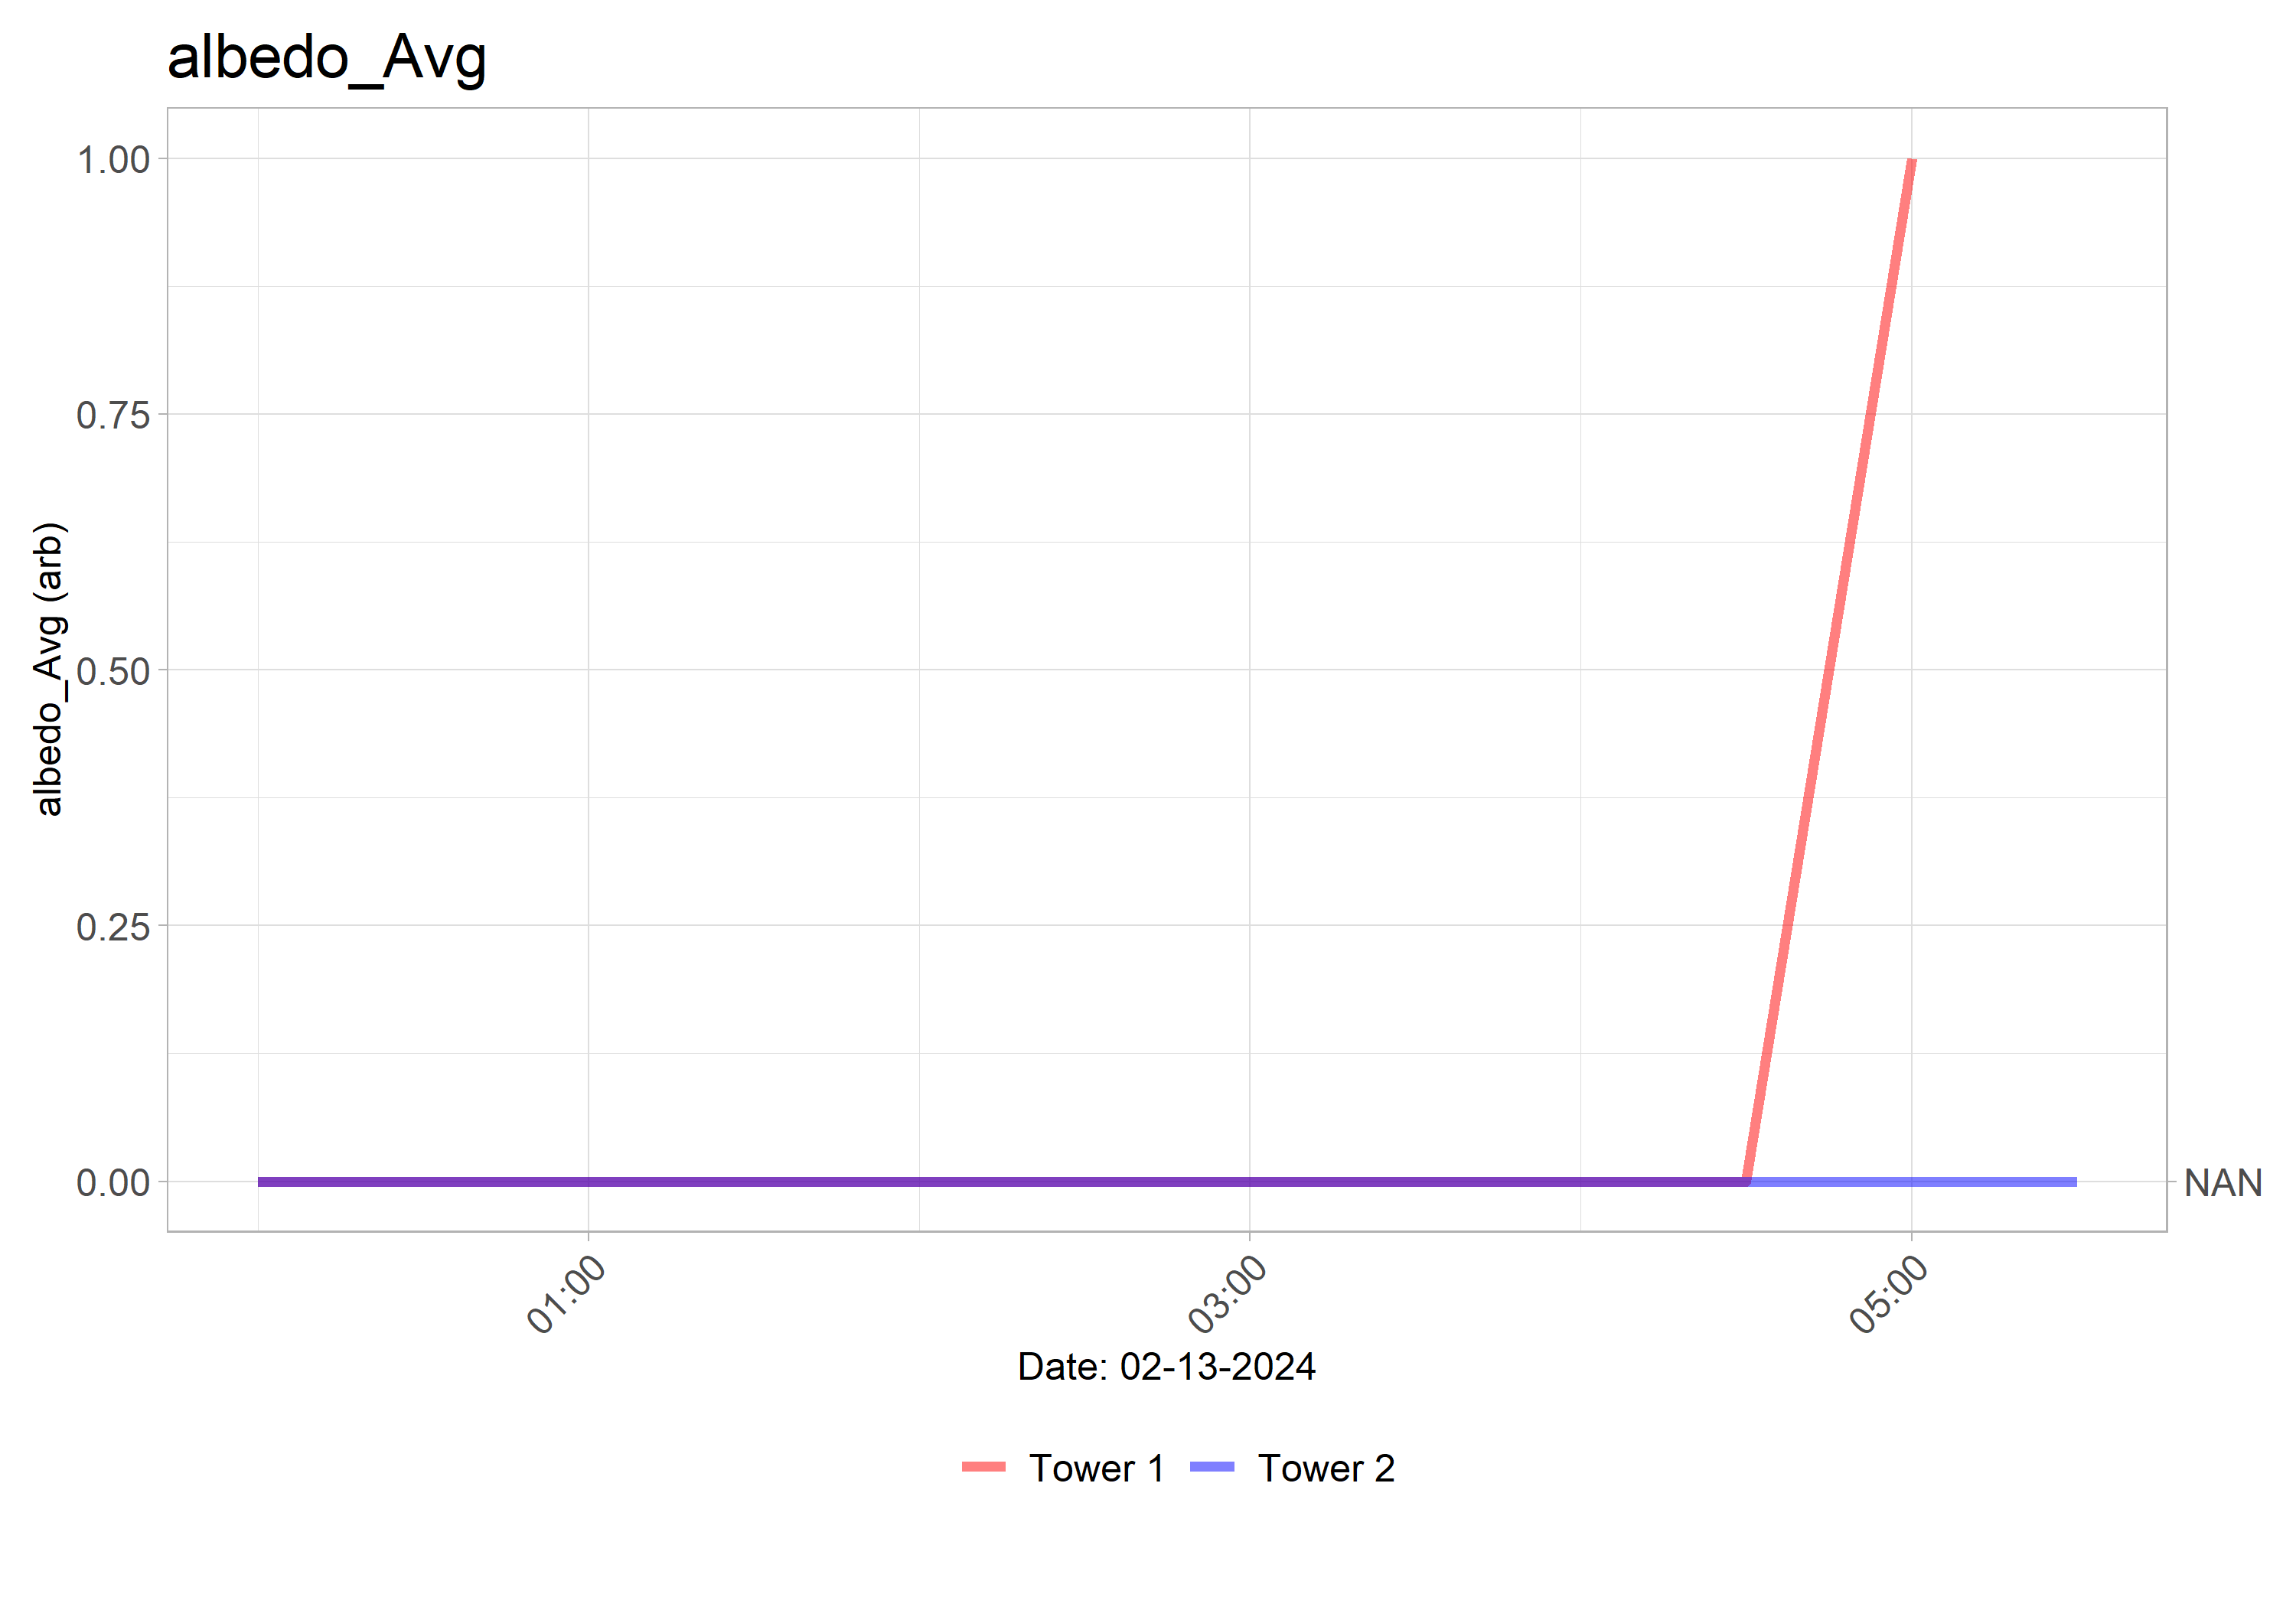 albedo_Avg
albedo_Avg (arb)
1.00
0.75
0.50
0.25
0.00
NAN
01:00
03:00
05:00
Date: 02-13-2024
Tower 1
Tower 2